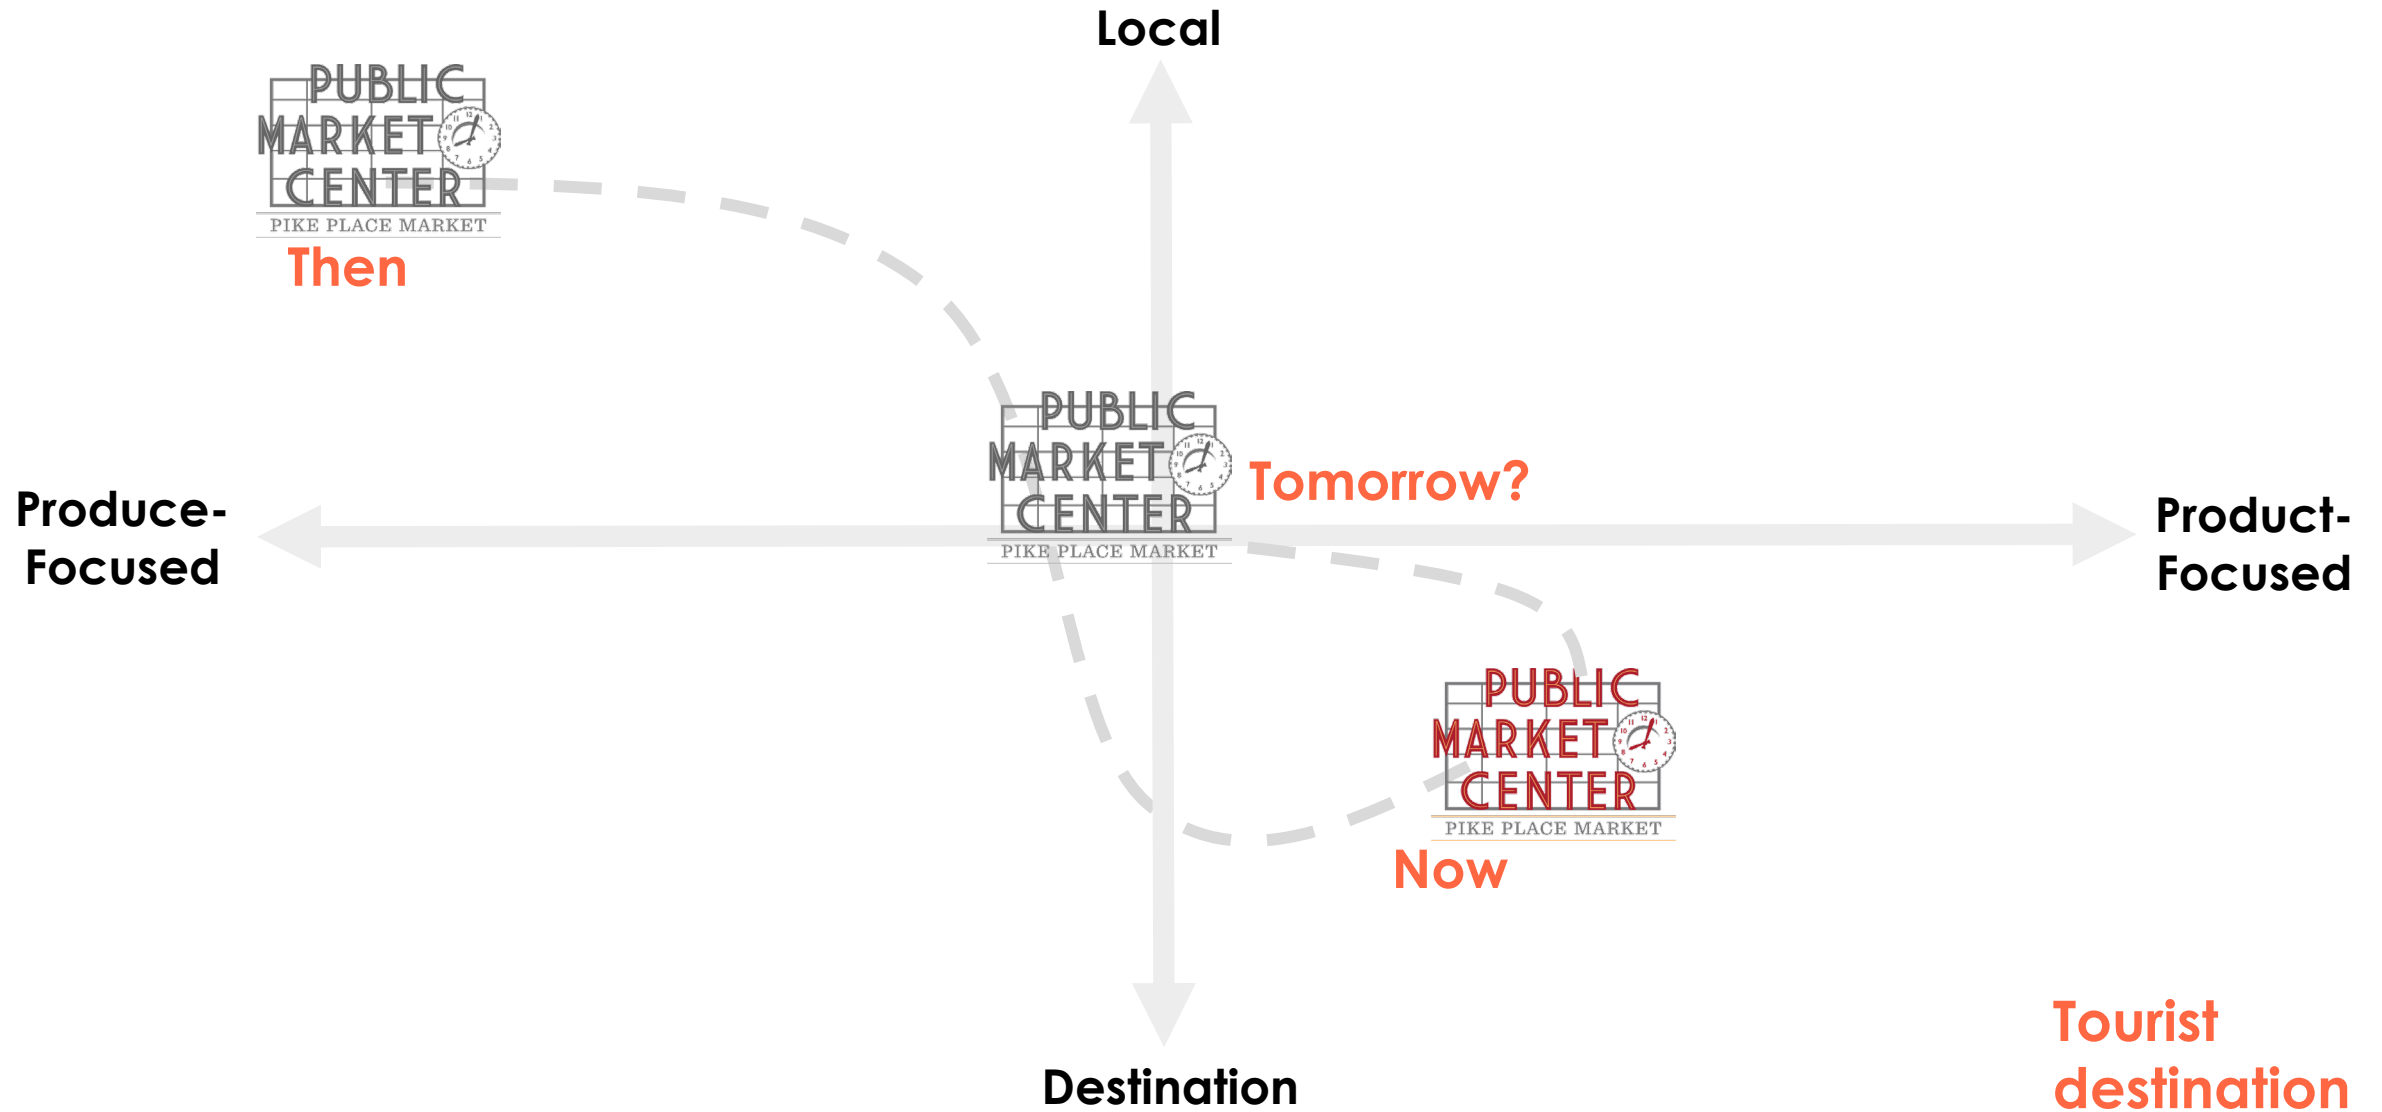 Local
PUBLIC
MARKET
CENTER
PIKE PLACE MARKET
Then
PUBLIC
MARKET
CENTER
PIKE PLACE MARKET
Tomorrow?
Produce-
Focused
Product-
Focused
PUBLIC
MARKET
CENTER
PIKE PLACE MARKET
Now
Tourist
destination
Destination